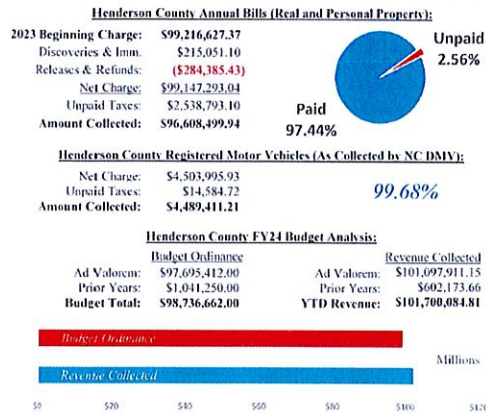 Henderson County Annual Bills (Real and Personal Property):
2023 Beginning Charge: $99,216,627.37
Discoveries & Imm. $215,051.10
Releases & Refunds: ($284,385.43)
Net Charge: $99,147,293.04
Unpaid Taxes: $2,538,793.10
Amount Collected: $96,608,499.94
Unpaid
2.56%
Paid
97.44%
Henderson County Registered Motor Vehicles (As Collected by NC DMV):
Net Charge: $4,503,995.93
Unpaid Taxes: $14,584.72
Amount Collected: $4,489,411.21
99.68%
Henderson County FY24 Budget Analysis:
Budget Ordinance Revenue Collected
Ad Valorem: $97,695,412.00 Ad Valorem: $101,097,911.15
Prior Years: $1,041,250.00 Prior Years: $602,173.66
Budget Total: $98,736,662.00 YTD Revenue: $101,700,084.81
Budget Ordinance
Millions
Revenue Collected
$0 $20 $40 $60 $80 $100 $120